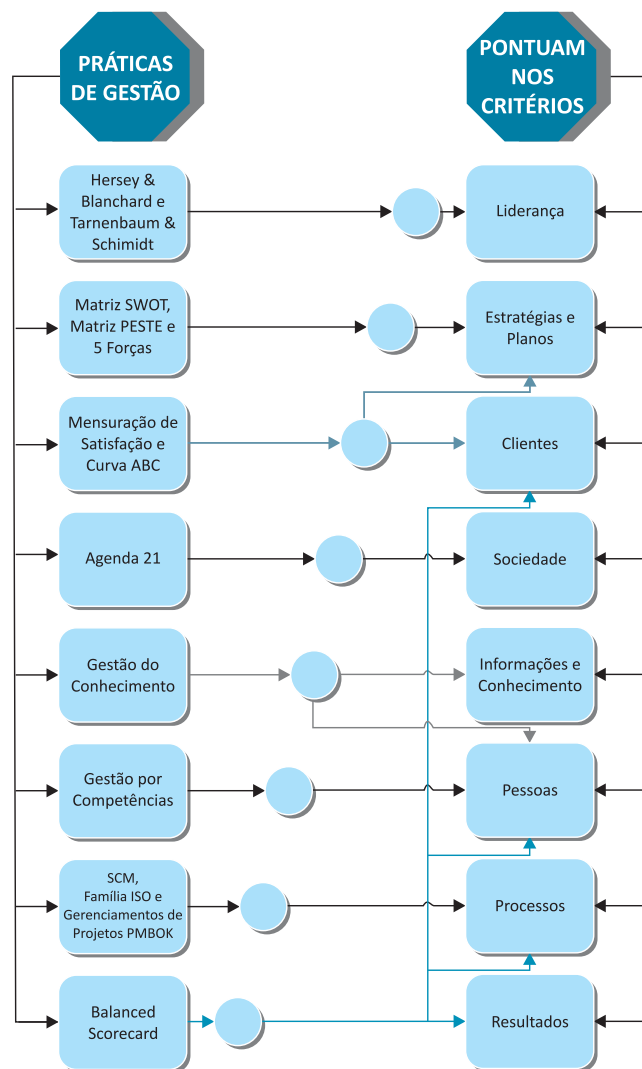 PRÁTICAS
DE GESTÃO
PONTUAM
NOS
CRITÉRIOS
Hersey &
Blanchard e
Tarnenbaum &
Schimidt
Liderança
Matriz SWOT,
Matriz PESTE e
5 Forças
Estratégias e
Planos
Mensuração de
Satisfação e
Curva ABC
Clientes
Agenda 21
Sociedade
Gestão do
Conhecimento
Informações e
Conhecimento
Gestão por
Competências
Pessoas
SCM,
Família ISO e
Gerenciamentos de
Projetos PMBOK
Processos
Balanced
Scorecard
Resultados